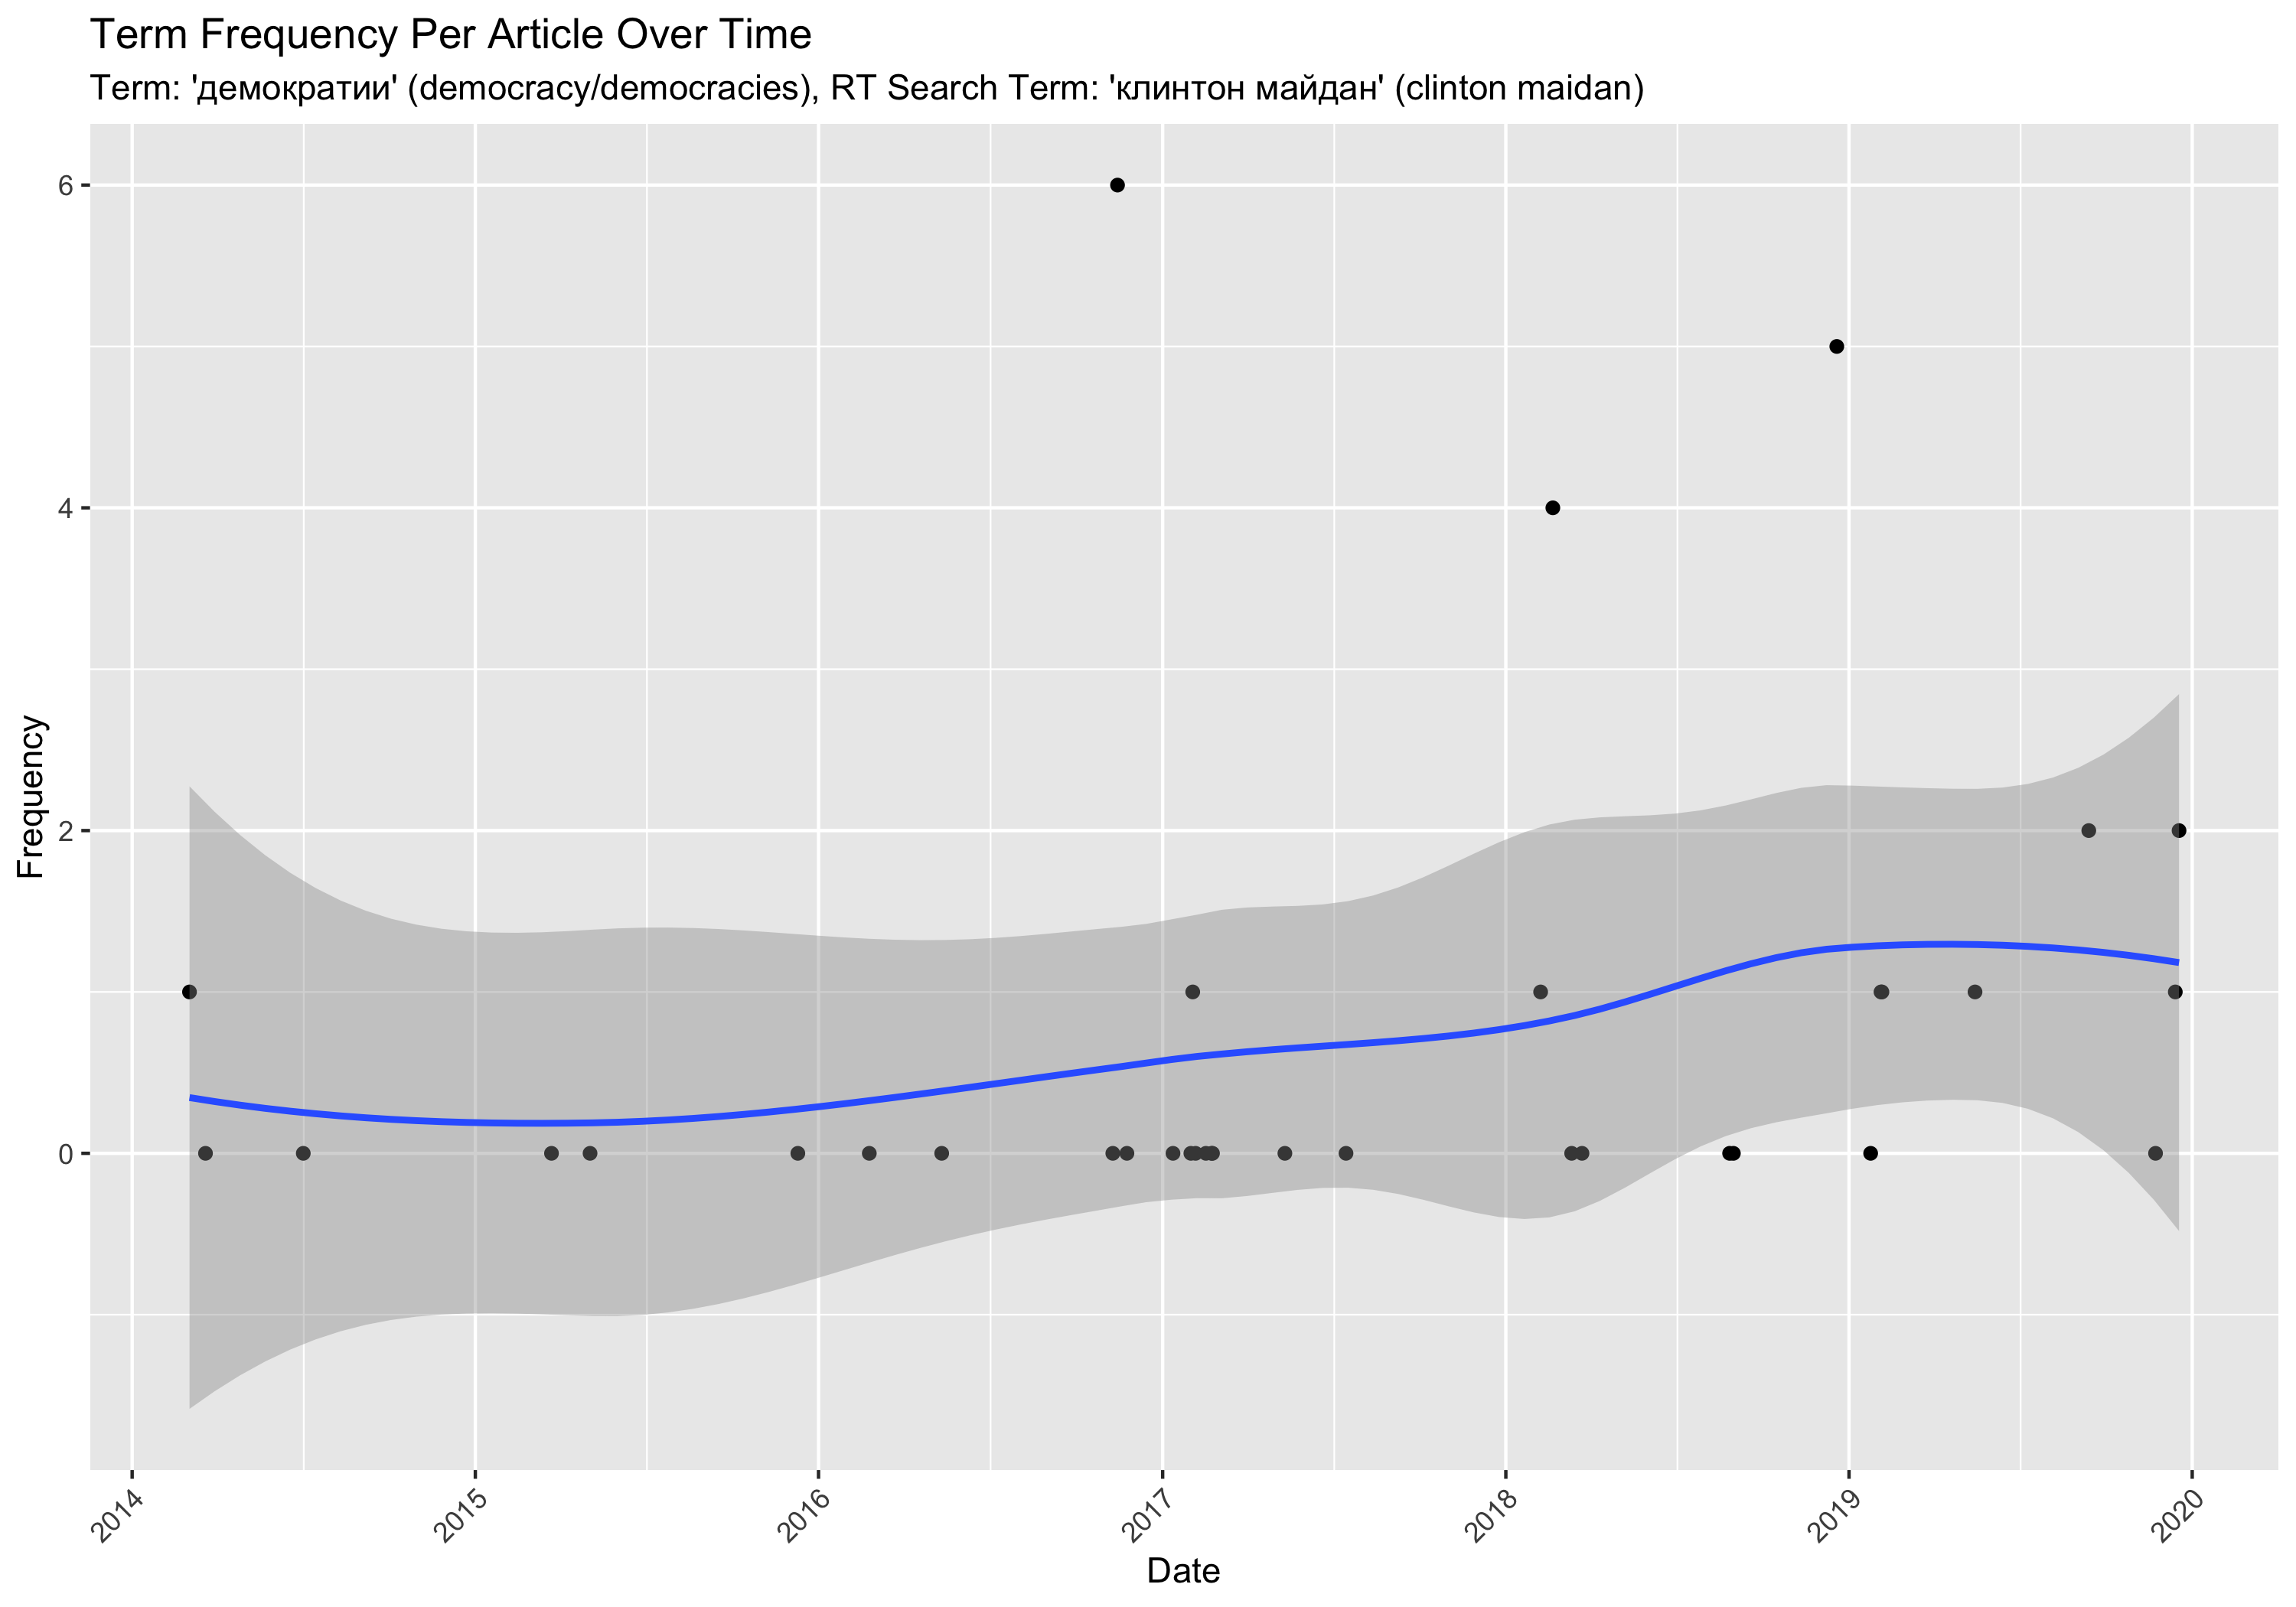 Term Frequency Per Article Over Time
Term: 'демократии' (democracy/democracies), RT Search Term: 'клинтон майдан' (clinton maidan)
6
4
2
0
Frequency
2014
2015
2016
2017
2018
2019
2020
Date